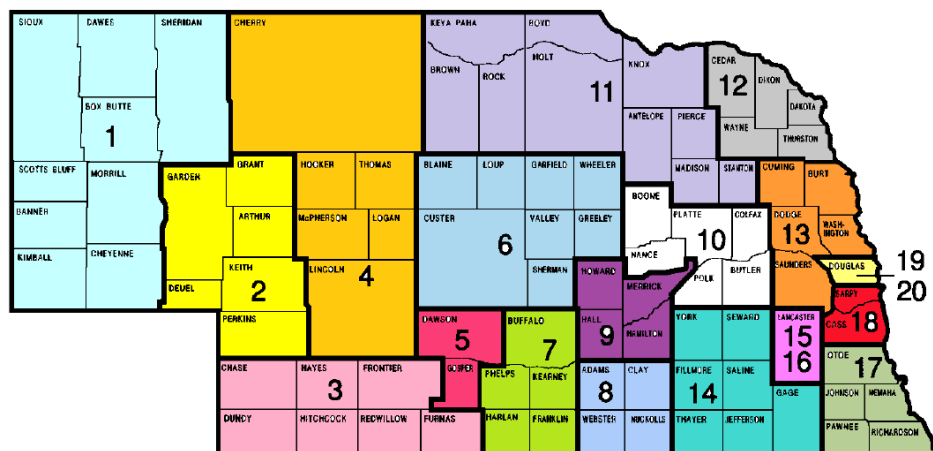 SIOUX
DAWES
SHERIDAN
CHERRY
KEYA PAHA
BOYD
BROWN
ROCK
HOLT
KNOX
11
CEDAR
12
DIXON
DAKOTA
BOX BUTTE
1
ANTELOPE
PIERCE
WAYNE
THURSTON
SCOTTS BLUFF
MORRILL
GARDEN
GRANT
HOOKER
THOMAS
BLAINE
LOUP
GARFIELD
WHEELER
MADISON
STANTON
CUMING
BURT
BOONE
BANNER
ARTHUR
McPHERSON
LOGAN
CUSTER
VALLEY
GREELEY
6
PLATTE
COLFAX
10
DODGE
13
WASH-
INGTON
KIMBALL
CHEYENNE
KEITH
2
DEUEL
LINCOLN
4
SHERMAN
NANCE
HOWARD
MERRICK
POLK
BUTLER
SAUNDERS
DOUGLAS
19
20
PERKINS
DAWSON
5
BUFFALO
7
HALL
9
HAMILTON
YORK
SEWARD
LANCASTER
15
16
SARPY
CASS
18
CHASE
HAYES
3
FRONTIER
GOSPER
PHELPS
KEARNEY
ADAMS
CLAY
8
FILLMORE
SALINE
14
GAGE
OTOE
17
JOHNSON
NEMAHA
DUNDY
HITCHCOCK
REDWILLOW
FURNAS
HARLAN
FRANKLIN
WEBSTER
NUCKOLLS
THAYER
JEFFERSON
PAWNEE
RICHARDSON